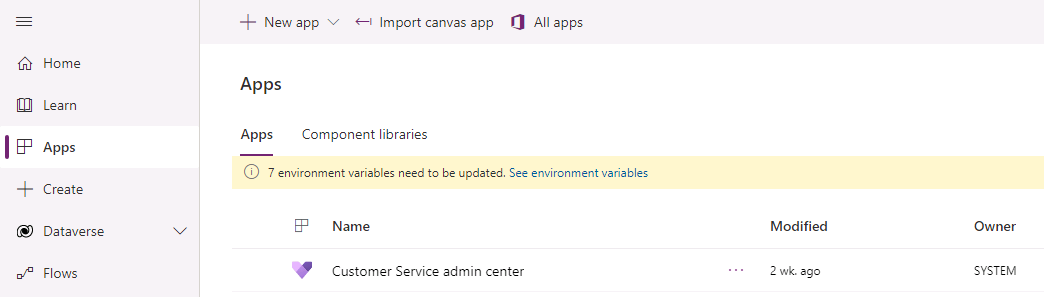 New app Import canvas app All apps
Home
Learn
Apps
Create
Dataverse
Flows
Apps
Apps Component libraries
7 environment variables need to be updated. See environment variables
Name Modified Owner
Customer Service admin center ... 2 wk. ago SYSTEM